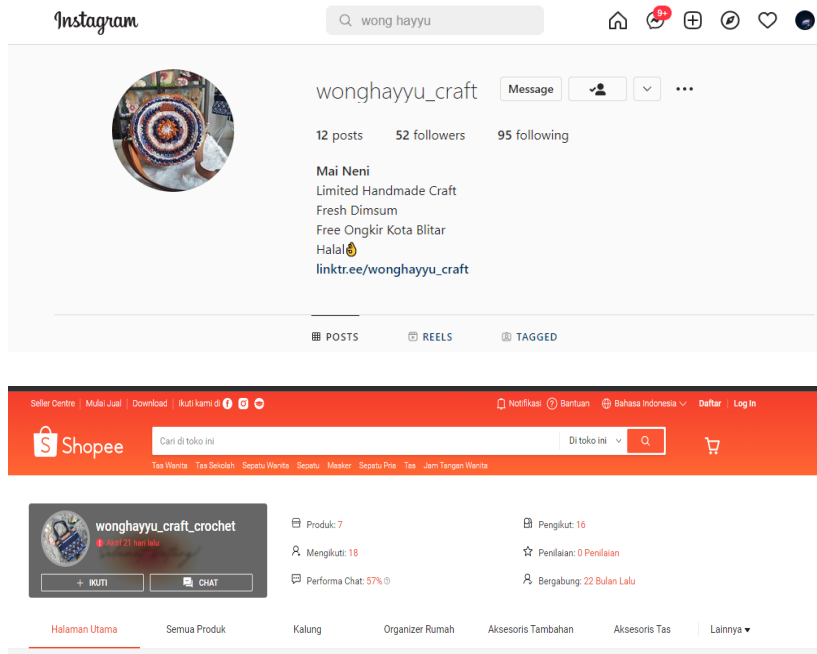 Instagram
wong hayyu
9+
wonghayyu_craft Message
12 posts 52 followers 95 following
Mai Neni
Limited Handmade Craft
Fresh Dimsum
Free Ongkir Kota Blitar
Halal👌
linktr.ee/wonghayyu_craft
POSTS REELS TAGGED
Seller Centre | Mulai Jual | Download | Ikuti kami di Notifikasi Bantuan Bahasa Indonesia Daftar | Log In
Shopee Cari di toko ini Di toko ini
Tas Wanita Tas Sekolah Sepatu Wanita Sepatu Masker Sepatu Pria Tas Jam Tangan Wanita
wonghayyu_craft_crochet
Aktif 21 hari lalu
+ IKUTI CHAT
Produk: 7 Pengikut: 16
Mengikuti: 18 Penilaian: 0 Penilaian
Performa Chat: 57% Bergabung: 22 Bulan Lalu
Halaman Utama Semua Produk Kalung Organizer Rumah Aksesoris Tambahan Aksesoris Tas Lainnya